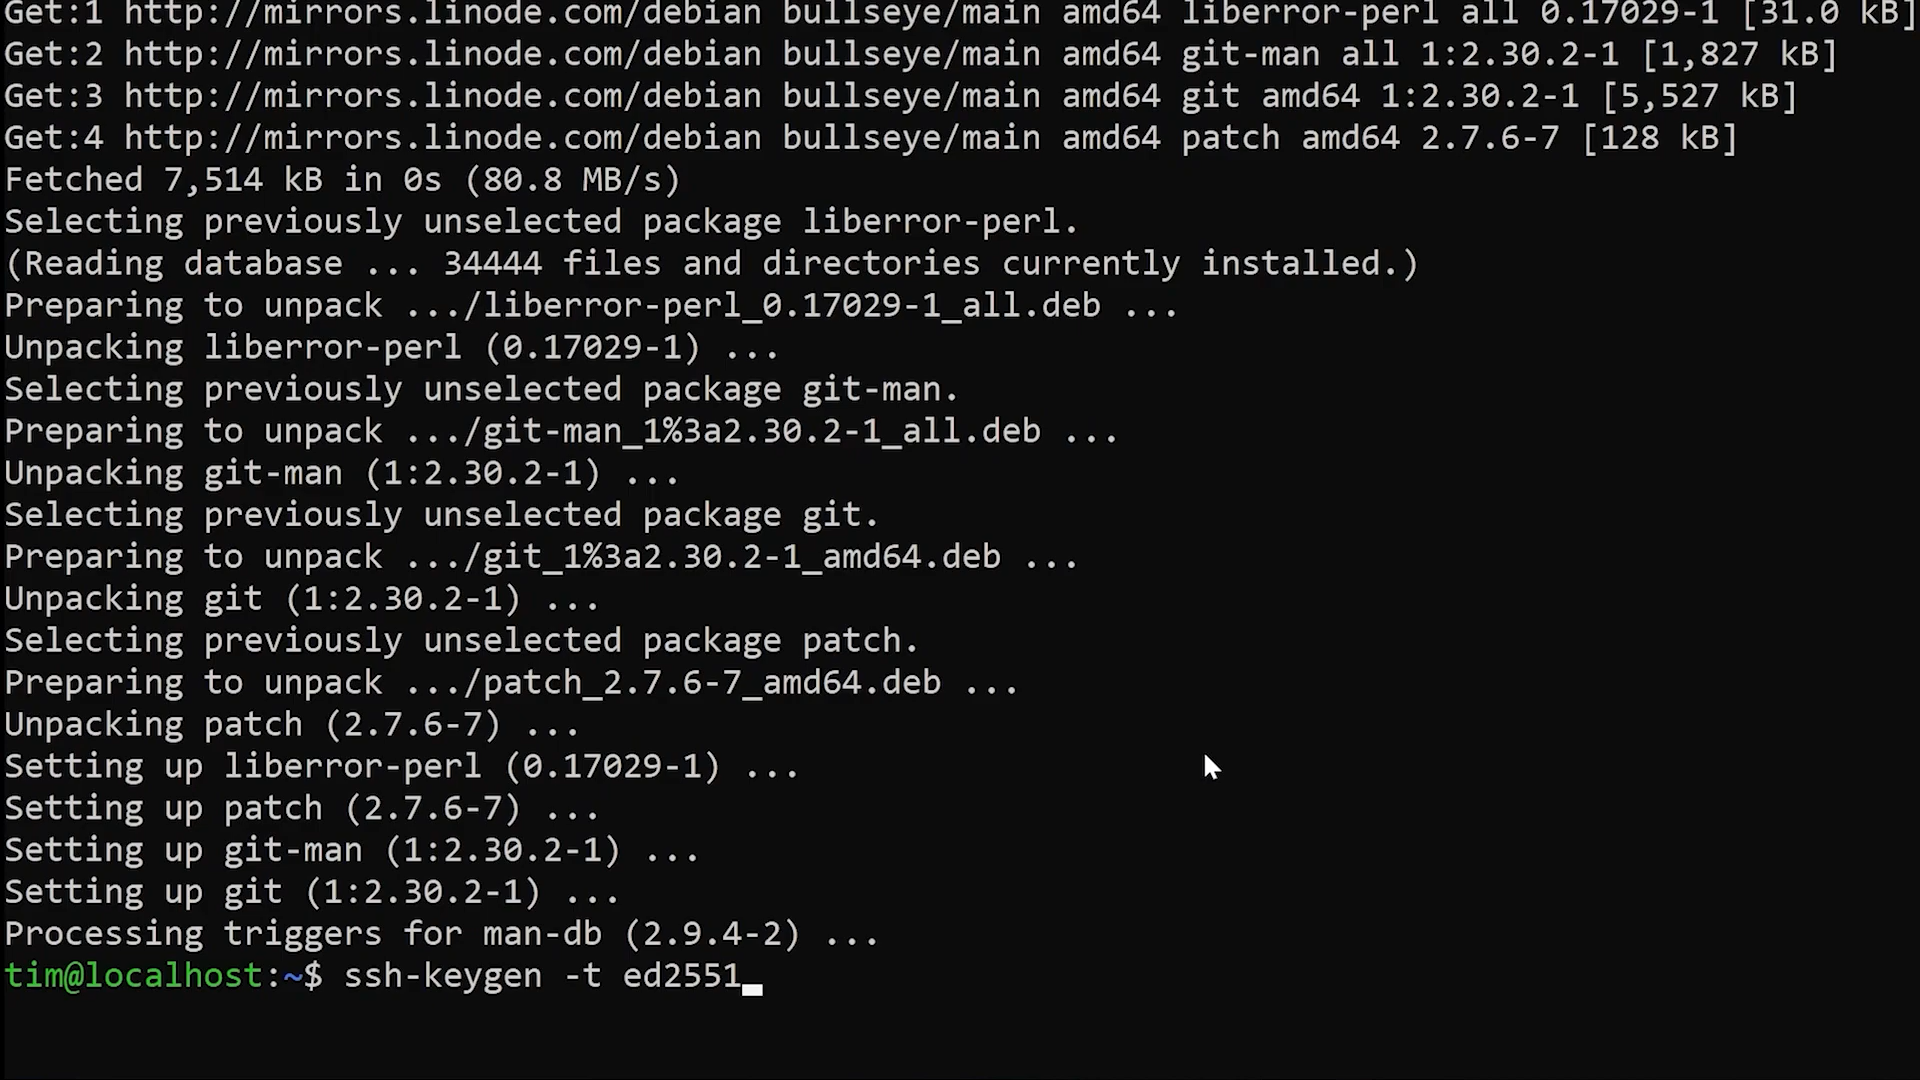 Get:1 http://mirrors.linode.com/debian bullseye/main amd64 liberror-perl all 0.17029-1 [31.0 kB]
Get:2 http://mirrors.linode.com/debian bullseye/main amd64 git-man all 1:2.30.2-1 [1,827 kB]
Get:3 http://mirrors.linode.com/debian bullseye/main amd64 git amd64 1:2.30.2-1 [5,527 kB]
Get:4 http://mirrors.linode.com/debian bullseye/main amd64 patch amd64 2.7.6-7 [128 kB]
Fetched 7,514 kB in 0s (80.8 MB/s)
Selecting previously unselected package liberror-perl.
(Reading database ... 34444 files and directories currently installed.)
Preparing to unpack .../liberror-perl_0.17029-1_all.deb ...
Unpacking liberror-perl (0.17029-1) ...
Selecting previously unselected package git-man.
Preparing to unpack .../git-man_1%3a2.30.2-1_all.deb ...
Unpacking git-man (1:2.30.2-1) ...
Selecting previously unselected package git.
Preparing to unpack .../git_1%3a2.30.2-1_amd64.deb ...
Unpacking git (1:2.30.2-1) ...
Selecting previously unselected package patch.
Preparing to unpack .../patch_2.7.6-7_amd64.deb ...
Unpacking patch (2.7.6-7) ...
Setting up liberror-perl (0.17029-1) ...
Setting up patch (2.7.6-7) ...
Setting up git-man (1:2.30.2-1) ...
Setting up git (1:2.30.2-1) ...
Processing triggers for man-db (2.9.4-2) ...
tim@localhost:~$ ssh-keygen -t ed2551